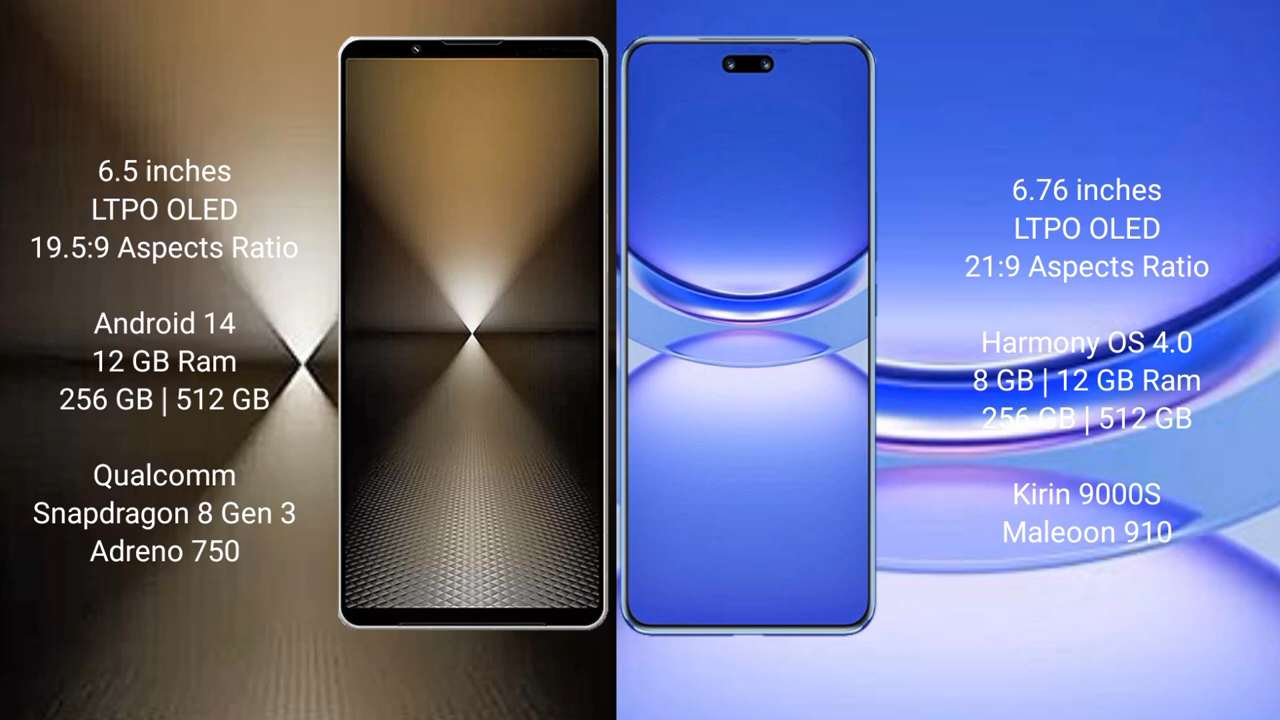 6.5 inches
LTPO OLED
19.5:9 Aspects Ratio
Android 14
12 GB Ram
256 GB | 512 GB
Qualcomm
Snapdragon 8 Gen 3
Adreno 750
6.76 inches
LTPO OLED
21:9 Aspects Ratio
Harmony OS 4.0
8 GB | 12 GB Ram
256 GB | 512 GB
Kirin 9000S
Maleoon 910